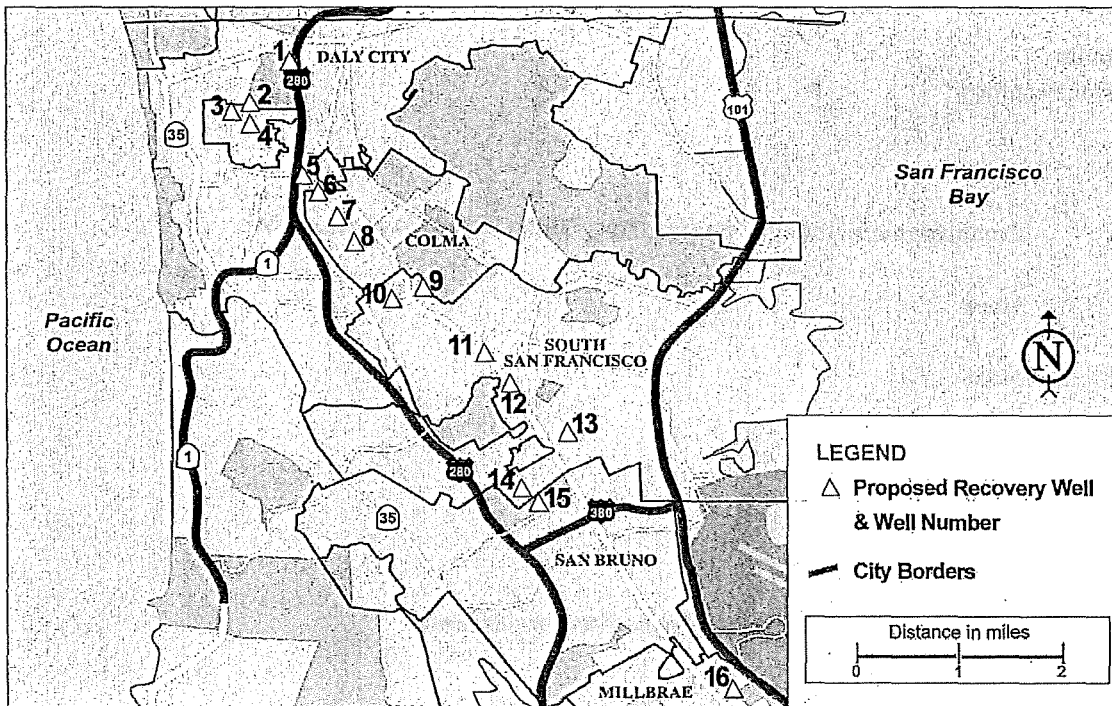 1
DALY CITY
280
2
3
4
35
101
5
6
7
8
COLMA
San Francisco
Bay
1
9
10
Pacific
Ocean
11
SOUTH
SAN FRANCISCO
12
13
N
1
280
14
15
35
380
SAN BRUNO
MILLBRAE
16
LEGEND
Proposed Recovery Well
& Well Number
City Borders
Distance in miles
0 1 2